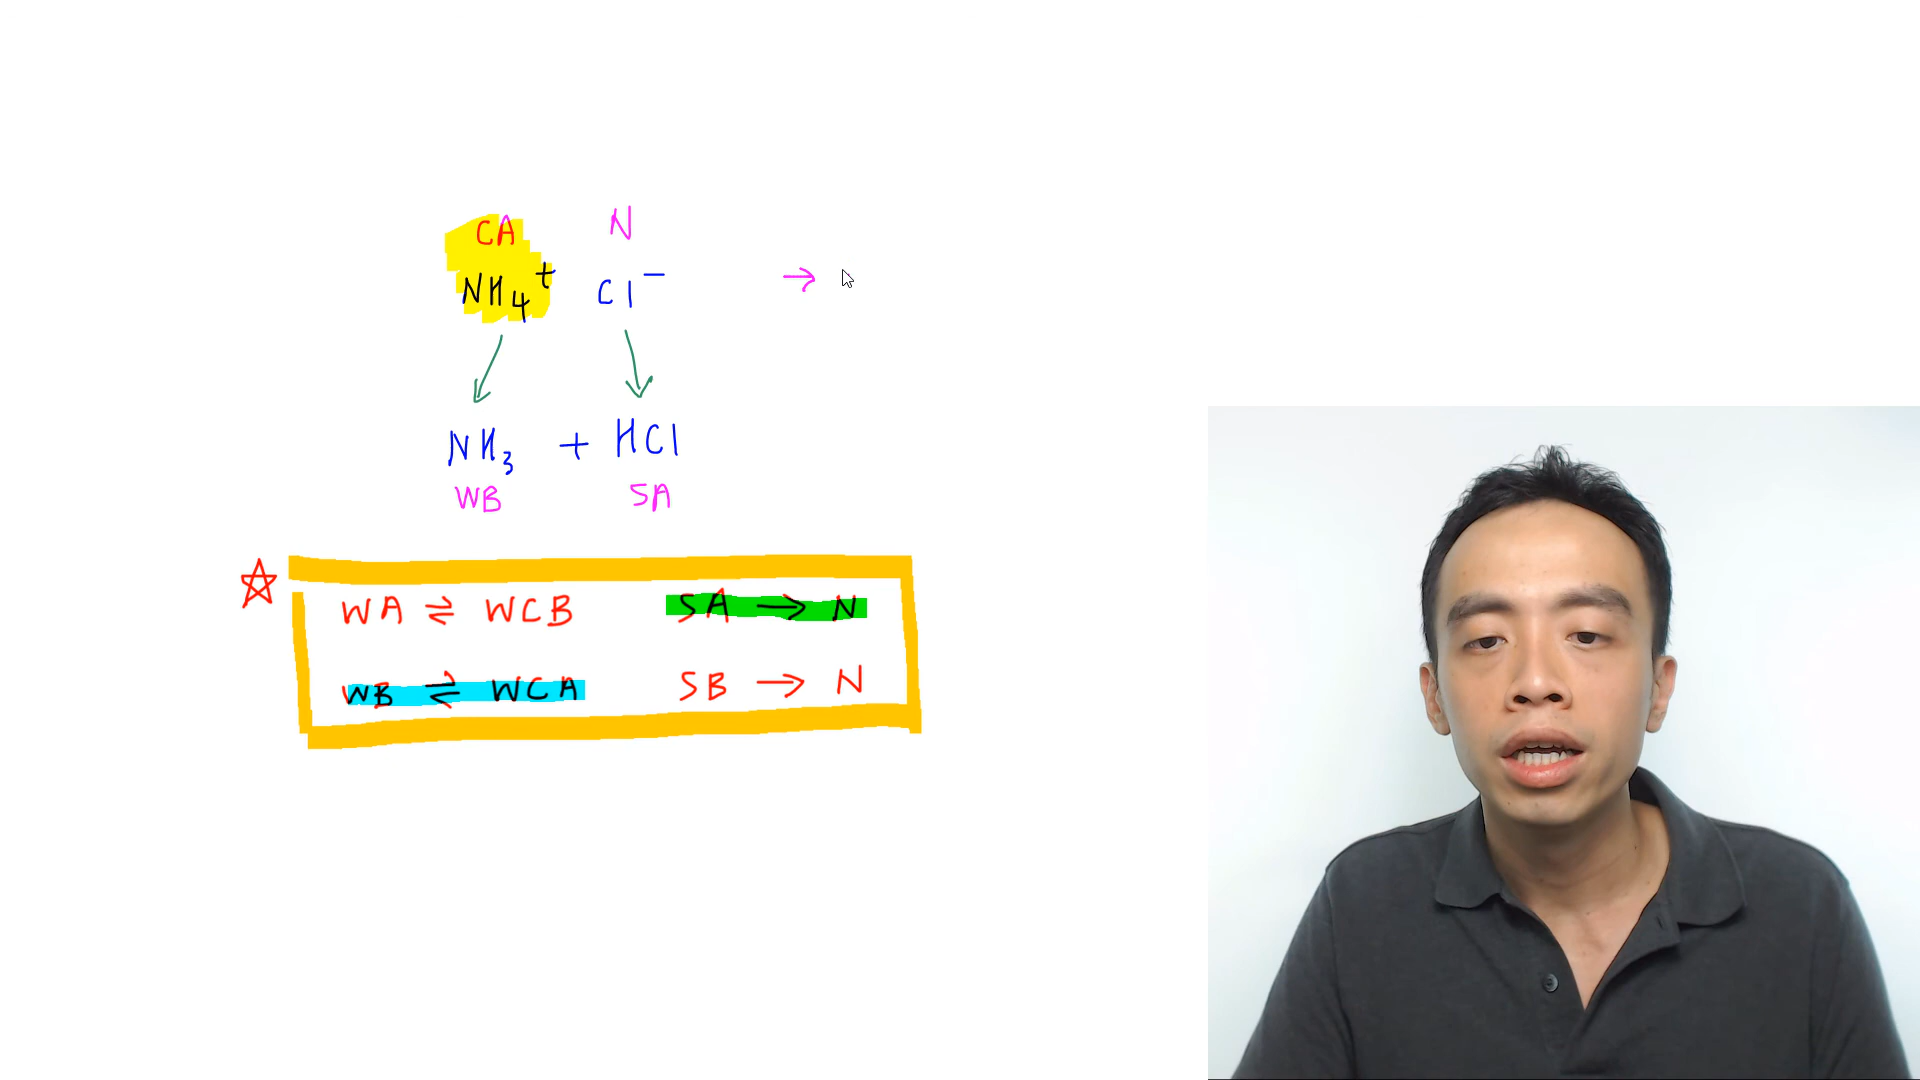 CA N
NH₄⁺ Cl⁻ →
NH₃ + HCl
WB SA
WA ⇌ WCB SA → N
WB ⇌ WCA SB → N